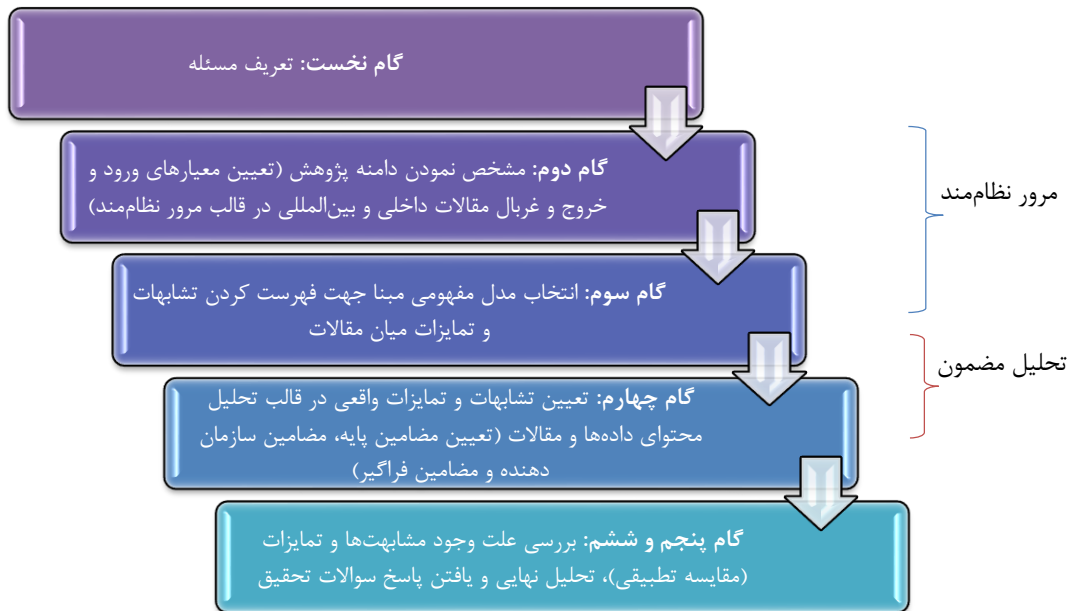 گام نخست: تعریف مسئله
گام دوم: مشخص نمودن دامنه پژوهش (تعیین معیارهای ورود و
خروج و غربال مقالات داخلی و بین‌المللی در قالب مرور نظام‌مند)
مرور نظام‌مند
گام سوم: انتخاب مدل مفهومی مبنا جهت فهرست کردن تشابهات
و تمایزات میان مقالات
تحلیل مضمون
گام چهارم: تعیین تشابهات و تمایزات واقعی در قالب تحلیل
محتوای داده‌ها و مقالات (تعیین مضامین پایه، مضامین سازمان
دهنده و مضامین فراگیر)
گام پنجم و ششم: بررسی علت وجود مشابهت‌ها و تمایزات
(مقایسه تطبیقی)، تحلیل نهایی و یافتن پاسخ سوالات تحقیق